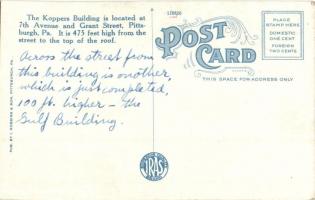 The Koppers Building is located at
7th Avenue and Grant Street, Pitts-
burgh, Pa. It is 475 feet high from the
street to the top of the roof.
Across the street from
this building is another,
which is just completed,
100 ft. higher - the
Gulf Building.
POST
CARD
THIS SPACE FOR ADDRESS ONLY
PLACE
STAMP HERE
DOMESTIC
ONE CENT
FOREIGN
TWO CENTS